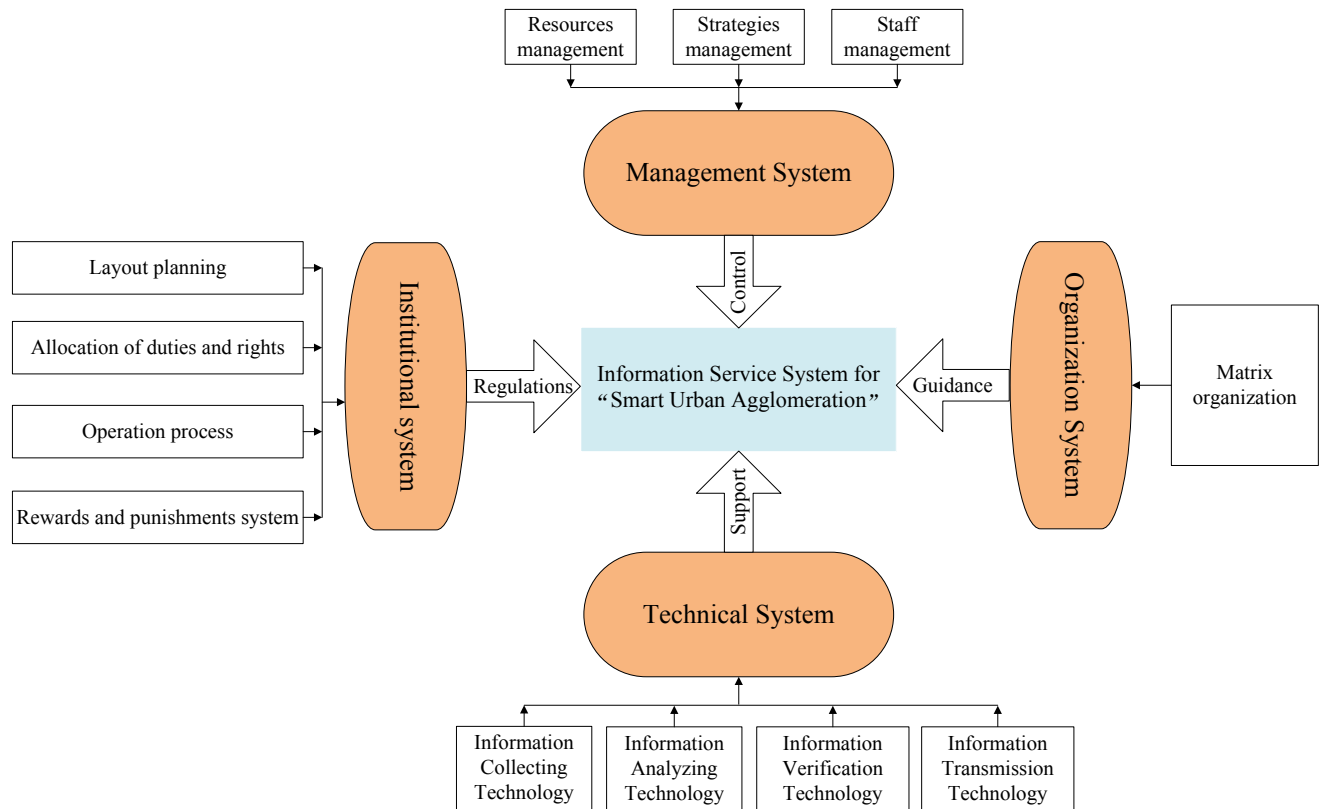 Resources
management
Strategies
management
Staff
management
Management System
Control
Layout planning
Allocation of duties and rights
Operation process
Rewards and punishments system
Institutional system
Regulations
Information Service System for
“Smart Urban Agglomeration”
Guidance
Organization System
Matrix
organization
Support
Technical System
Information
Collecting
Technology
Information
Analyzing
Technology
Information
Verification
Technology
Information
Transmission
Technology